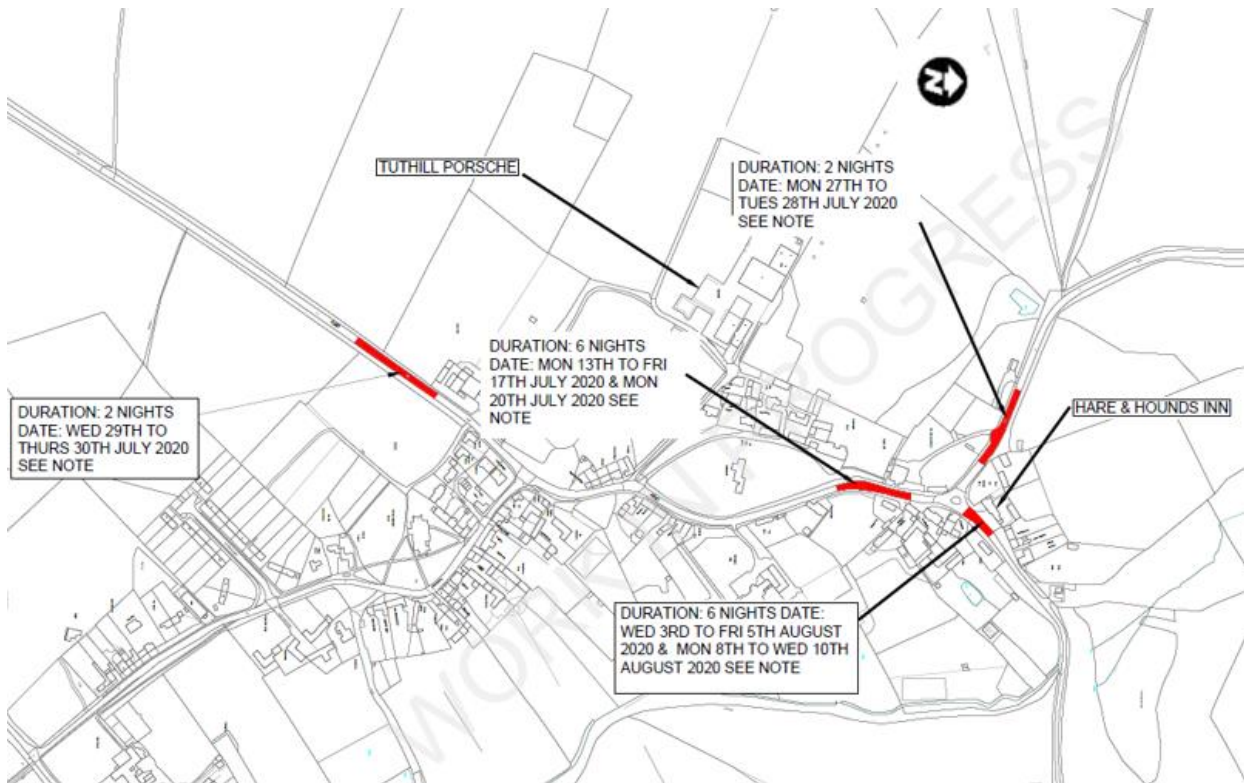 N
TUTHILL PORSCHE
DURATION: 2 NIGHTS
DATE: MON 27TH TO
TUES 28TH JULY 2020
SEE NOTE
DURATION: 6 NIGHTS
DATE: MON 13TH TO FRI
17TH JULY 2020 & MON
20TH JULY 2020 SEE
NOTE
DURATION: 2 NIGHTS
DATE: WED 29TH TO
THURS 30TH JULY 2020
SEE NOTE
HARE & HOUNDS INN
DURATION: 6 NIGHTS DATE:
WED 3RD TO FRI 5TH AUGUST
2020 & MON 8TH TO WED 10TH
AUGUST 2020 SEE NOTE
WORK IN PROGRESS